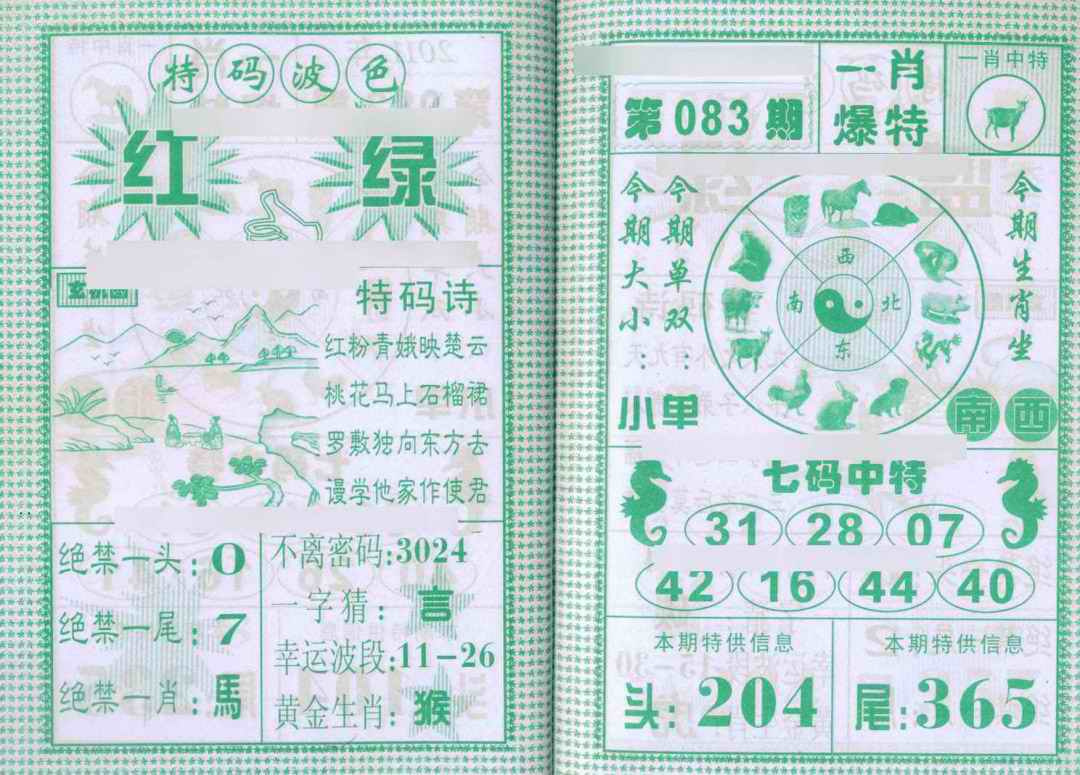 特码波色
红 绿
玄机图
特码诗
红粉青娥映楚云
桃花马上石榴裙
罗敷独向东方去
谩学他家作使君
绝禁一头:0
绝禁一尾:7
绝禁一肖:馬
不离密码:3024
一字猜:言
幸运波段:11-26
黄金生肖:猴
第083期
一肖
爆特
一肖中特
今期大小:小
今期单双:单
西
南
北
东
今期生肖坐
南 西
七码中特
31 28 07
42 16 44 40
本期特供信息
头:204
本期特供信息
尾:365